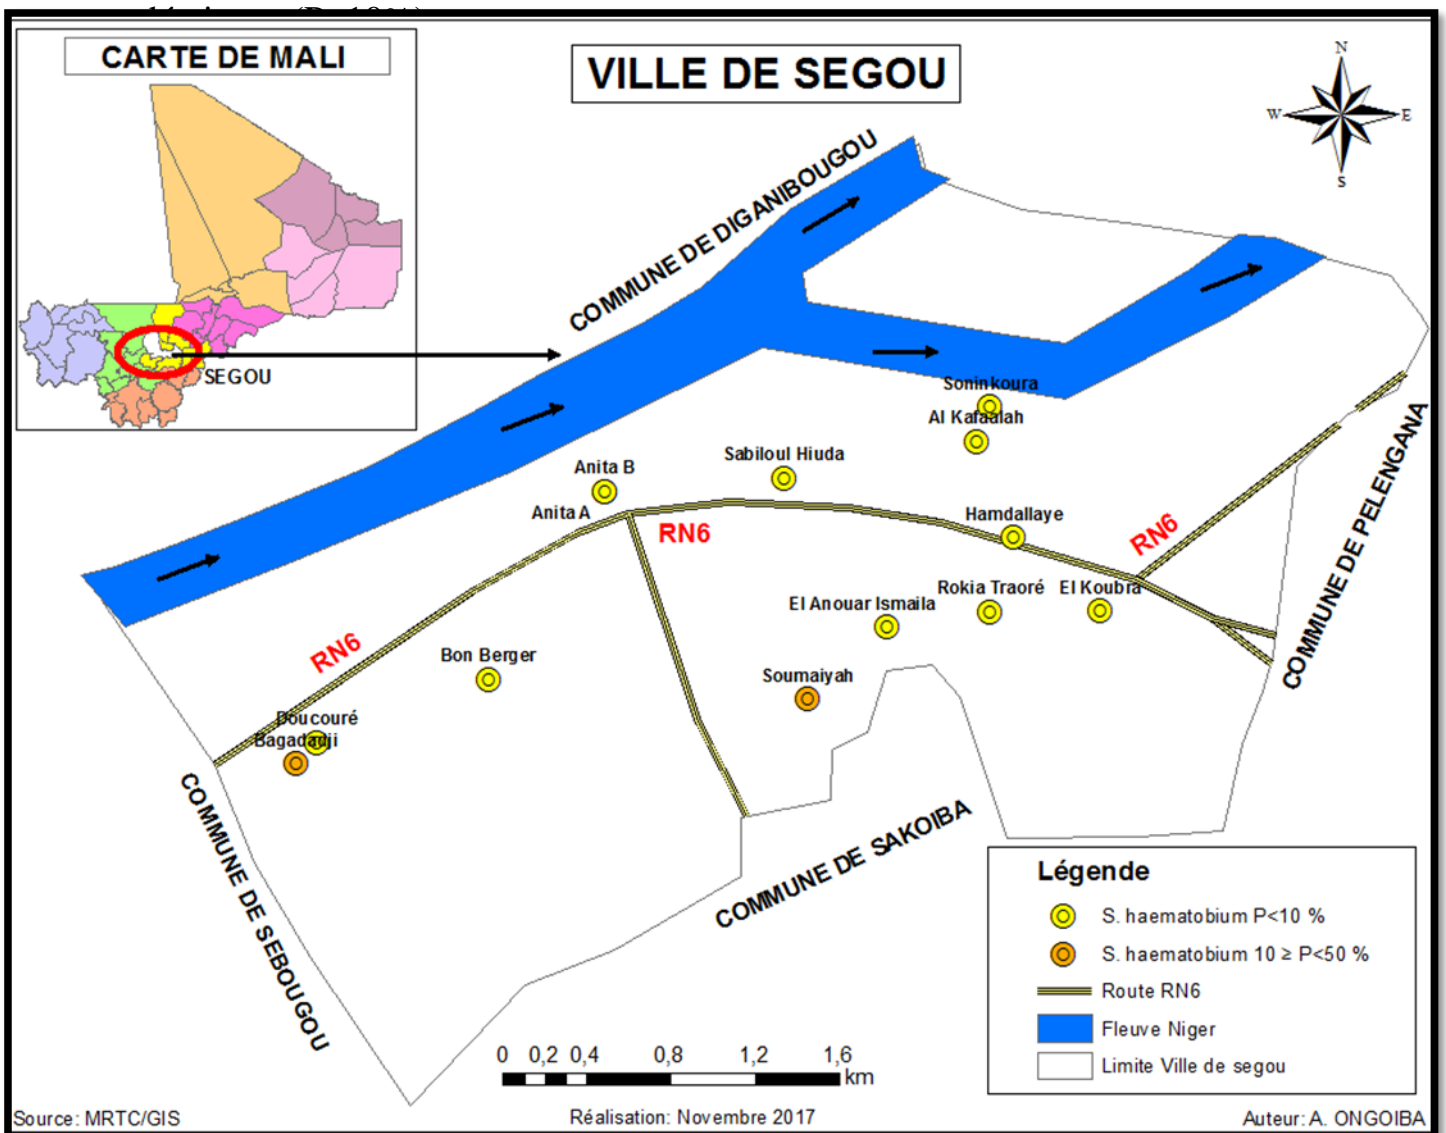 CARTE DE MALI
SEGOU
VILLE DE SEGOU
N
W
E
S
COMMUNE DE DIGANIBOUGOU
Soninkoura
Al Kafaalah
Sabiloul Hiuda
Anita B
Anita A
RN6
Hamdallaye
RN6
Rokia Traoré
El Koubra
El Anouar Ismaila
COMMUNE DE PELENGANA
RN6
Bon Berger
Soumaiyah
Doucouré
Bagadadji
COMMUNE DE SEBOUGOU
COMMUNE DE SAKOIBA
Légende
S. haematobium P<10 %
S. haematobium 10 ≥ P<50 %
Route RN6
Fleuve Niger
Limite Ville de segou
0 0,2 0,4 0,8 1,2 1,6
km
Source: MRTC/GIS
Réalisation: Novembre 2017
Auteur: A. ONGOIBA